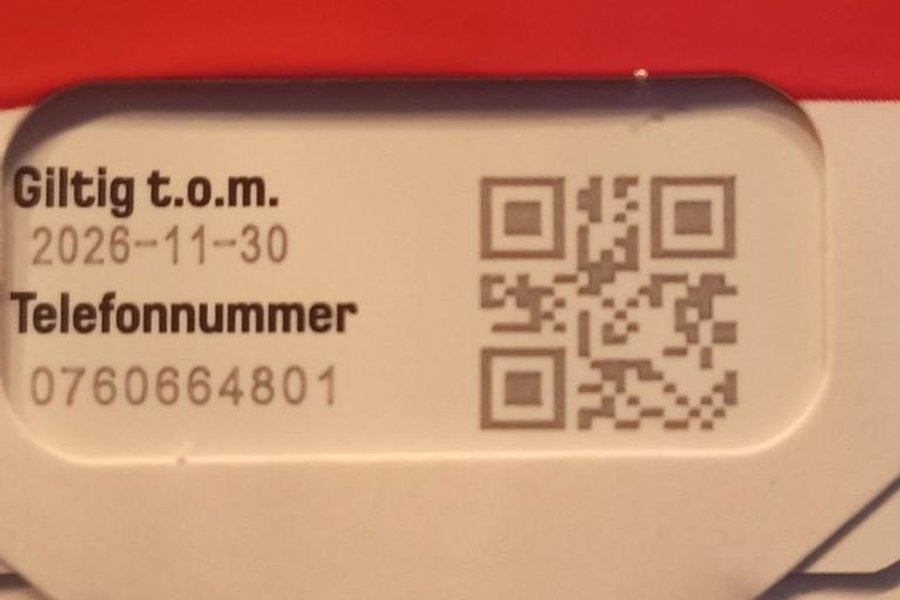 Giltig t.o.m.
2026-11-30
Telefonnummer
0760664801